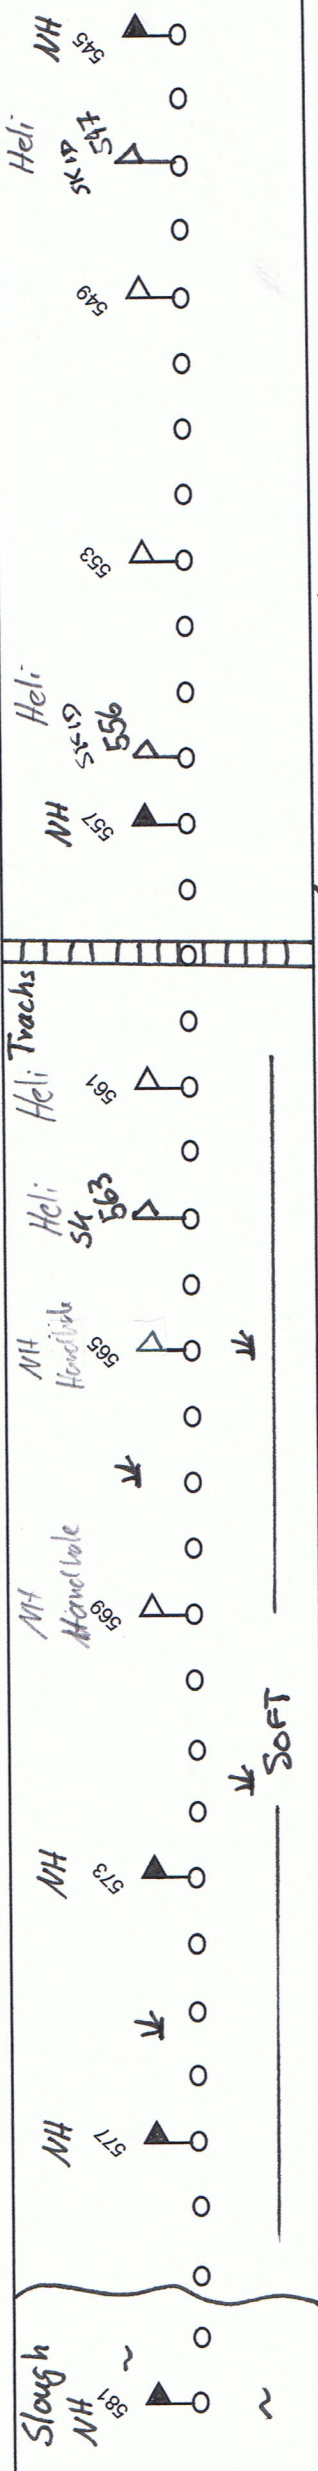 NH
545
Heli
SKIP
547
549
553
Heli
SKIP
556
NH
557
Trachs
Heli
561
Heli
SK
563
NH
Handhole
565
NH
Handhole
569
SOFT
NH
573
NH
577
Slough
NH
581